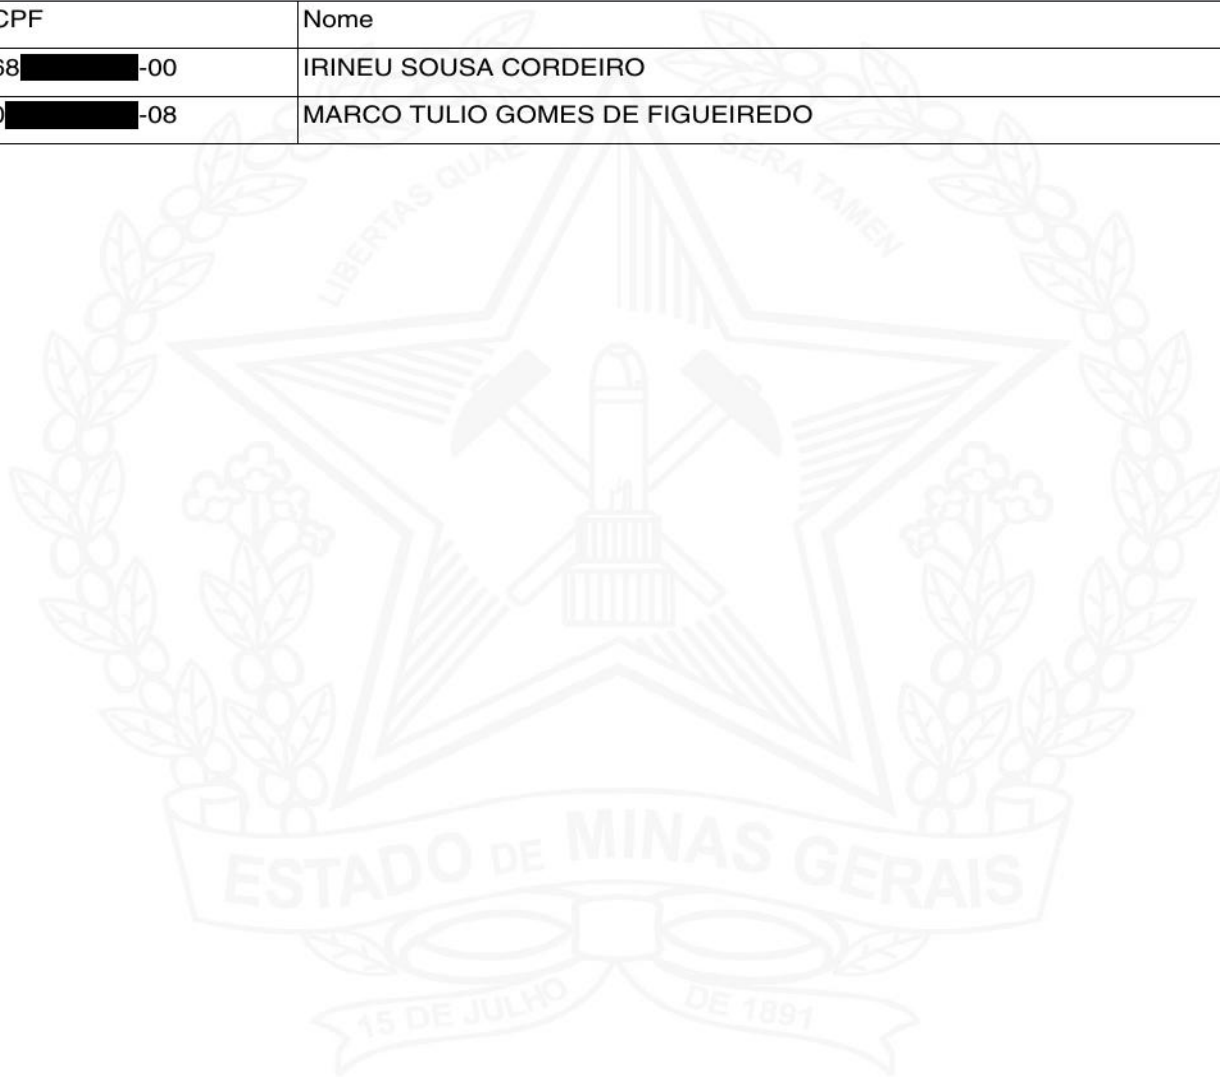 CPF Nome
68 -00 IRINEU SOUSA CORDEIRO
0 -08 MARCO TULIO GOMES DE FIGUEIREDO
LIBERTAS QUAE SERA TAMEN
ESTADO DE MINAS GERAIS
15 DE JULHO DE 1891